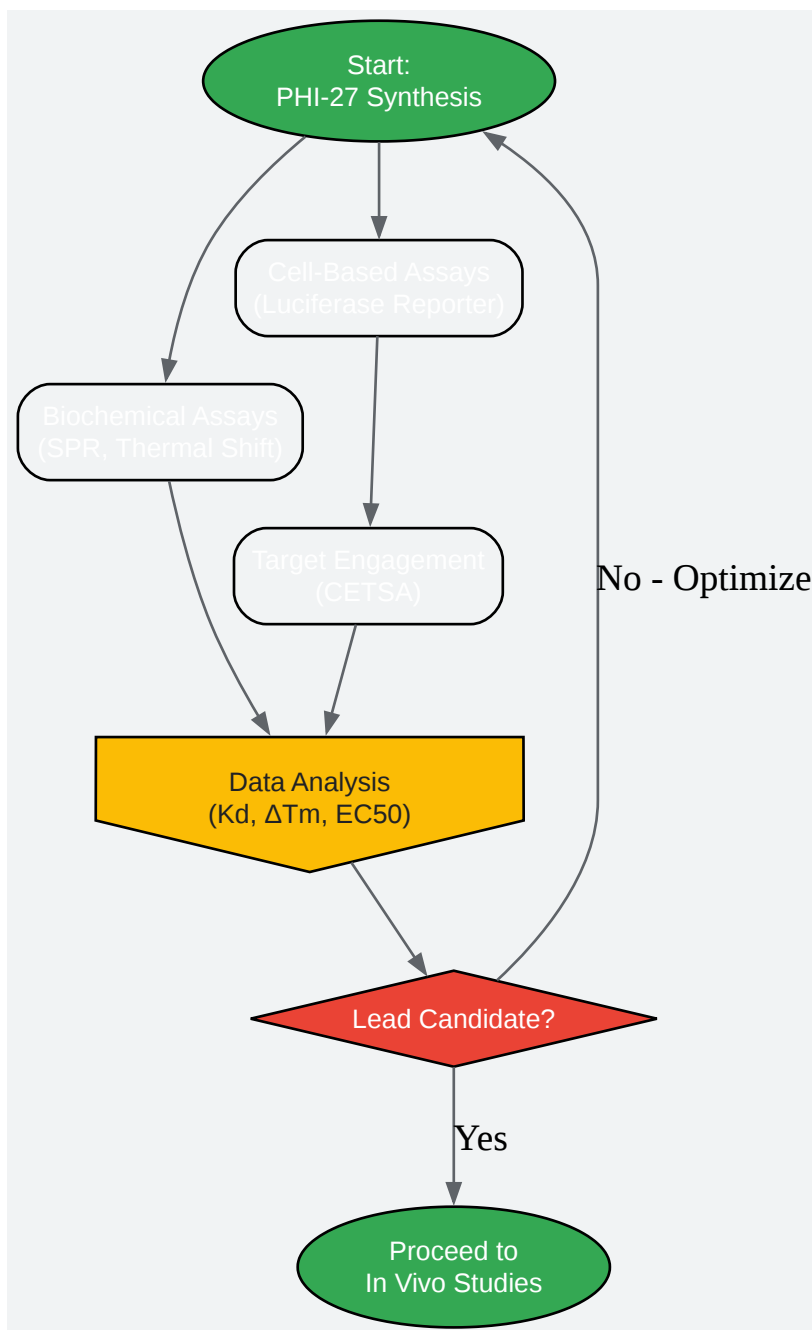 Start:
PHI-27 Synthesis
Cell-Based Assays
(Luciferase Reporter)
Biochemical Assays
(SPR, Thermal Shift)
Target Engagement
(CETSA)
No - Optimize
Data Analysis
(Kd, ΔTm, EC50)
Lead Candidate?
Yes
Proceed to
In Vivo Studies